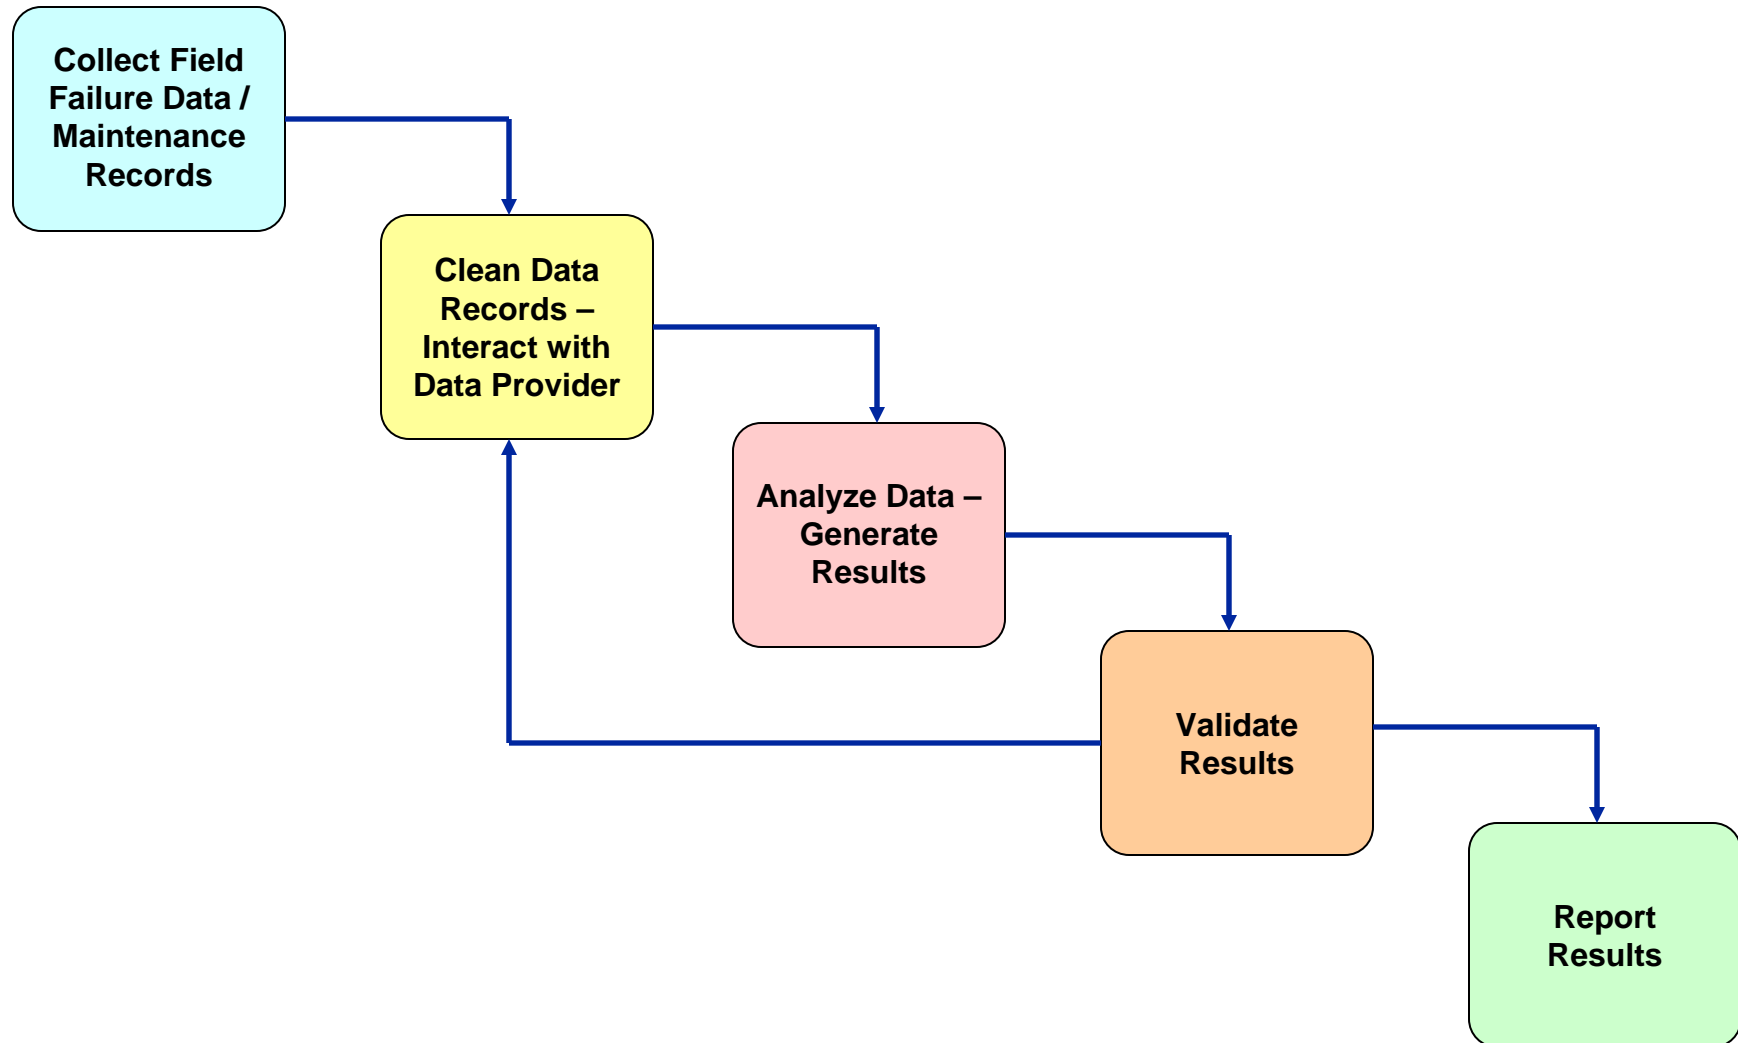 Collect Field
Failure Data /
Maintenance
Records
Clean Data
Records –
Interact with
Data Provider
Analyze Data –
Generate
Results
Validate
Results
Report
Results